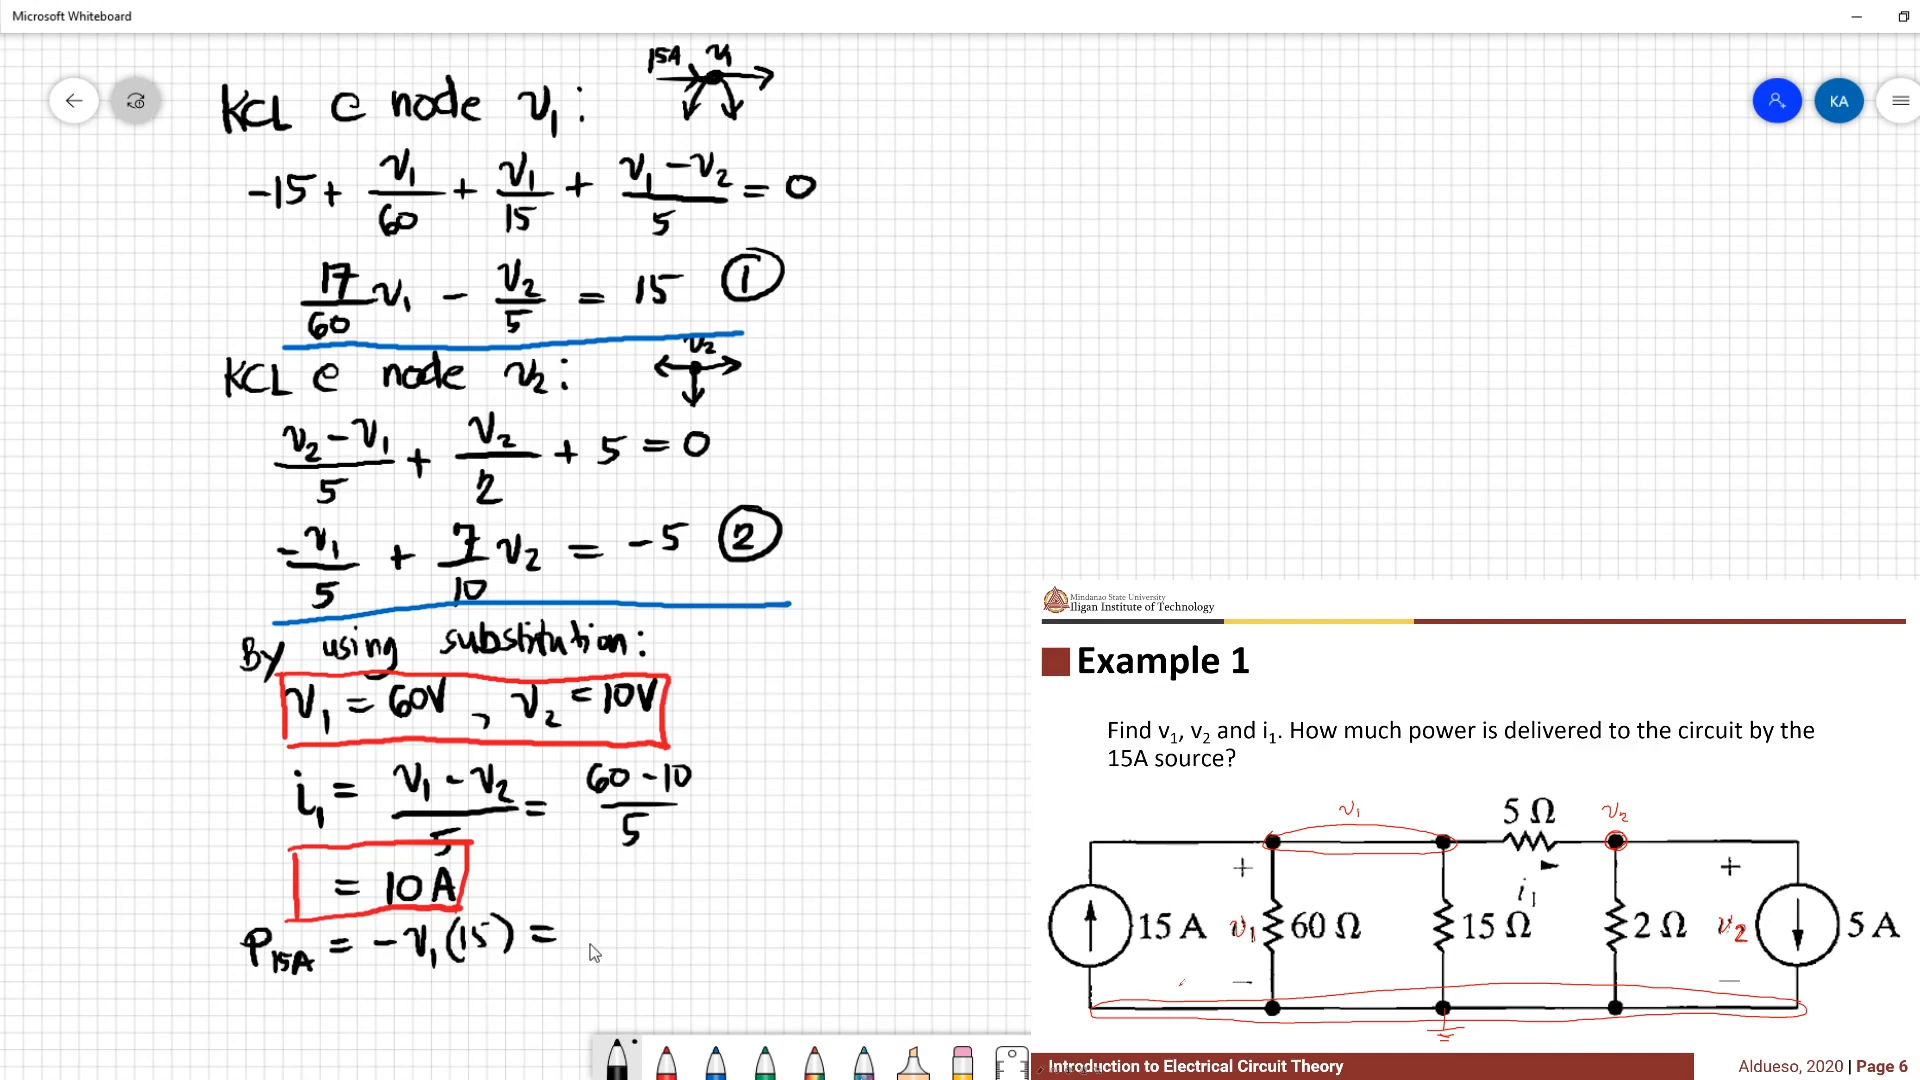 Microsoft Whiteboard
KA
15A v1
KCL @ node v1:
-15 + v1/60 + v1/15 + (v1 - v2)/5 = 0
17/60 v1 - v2/5 = 15 ①
v2
KCL @ node v2:
(v2 - v1)/5 + v2/2 + 5 = 0
-v1/5 + 7/10 v2 = -5 ②
By using substitution:
v1 = 60V, v2 = 10V
i1 = (v1 - v2)/5 = (60 - 10)/5
= 10 A
P15A = -v1(15) =
Mindanao State University
Iligan Institute of Technology
Example 1
Find v1, v2 and i1. How much power is delivered to the circuit by the
15A source?
v1 5 Ω v2
+ i1 +
15 A v1 60 Ω 15 Ω 2 Ω v2 5 A
− −
Introduction to Electrical Circuit Theory
Aldueso, 2020 | Page 6